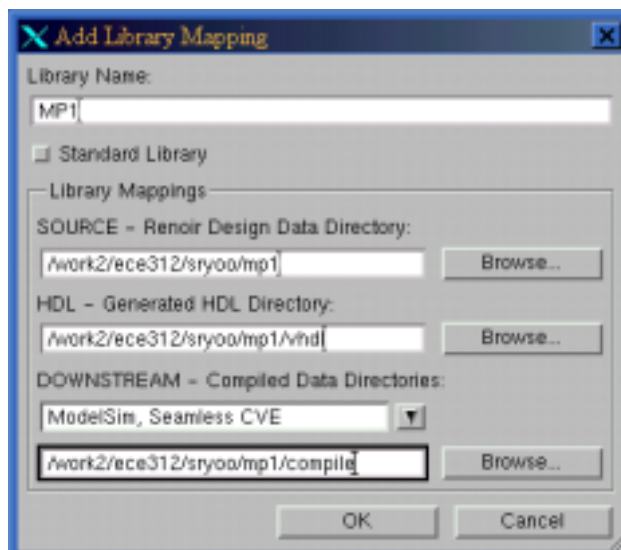 Add Library Mapping
Library Name:
MP1
Standard Library
Library Mappings
SOURCE – Renoir Design Data Directory:
/work2/ece312/sryoo/mp1
Browse...
HDL – Generated HDL Directory:
/work2/ece312/sryoo/mp1/vhdl
Browse...
DOWNSTREAM – Compiled Data Directories:
ModelSim, Seamless CVE
/work2/ece312/sryoo/mp1/compile
Browse...
OK
Cancel